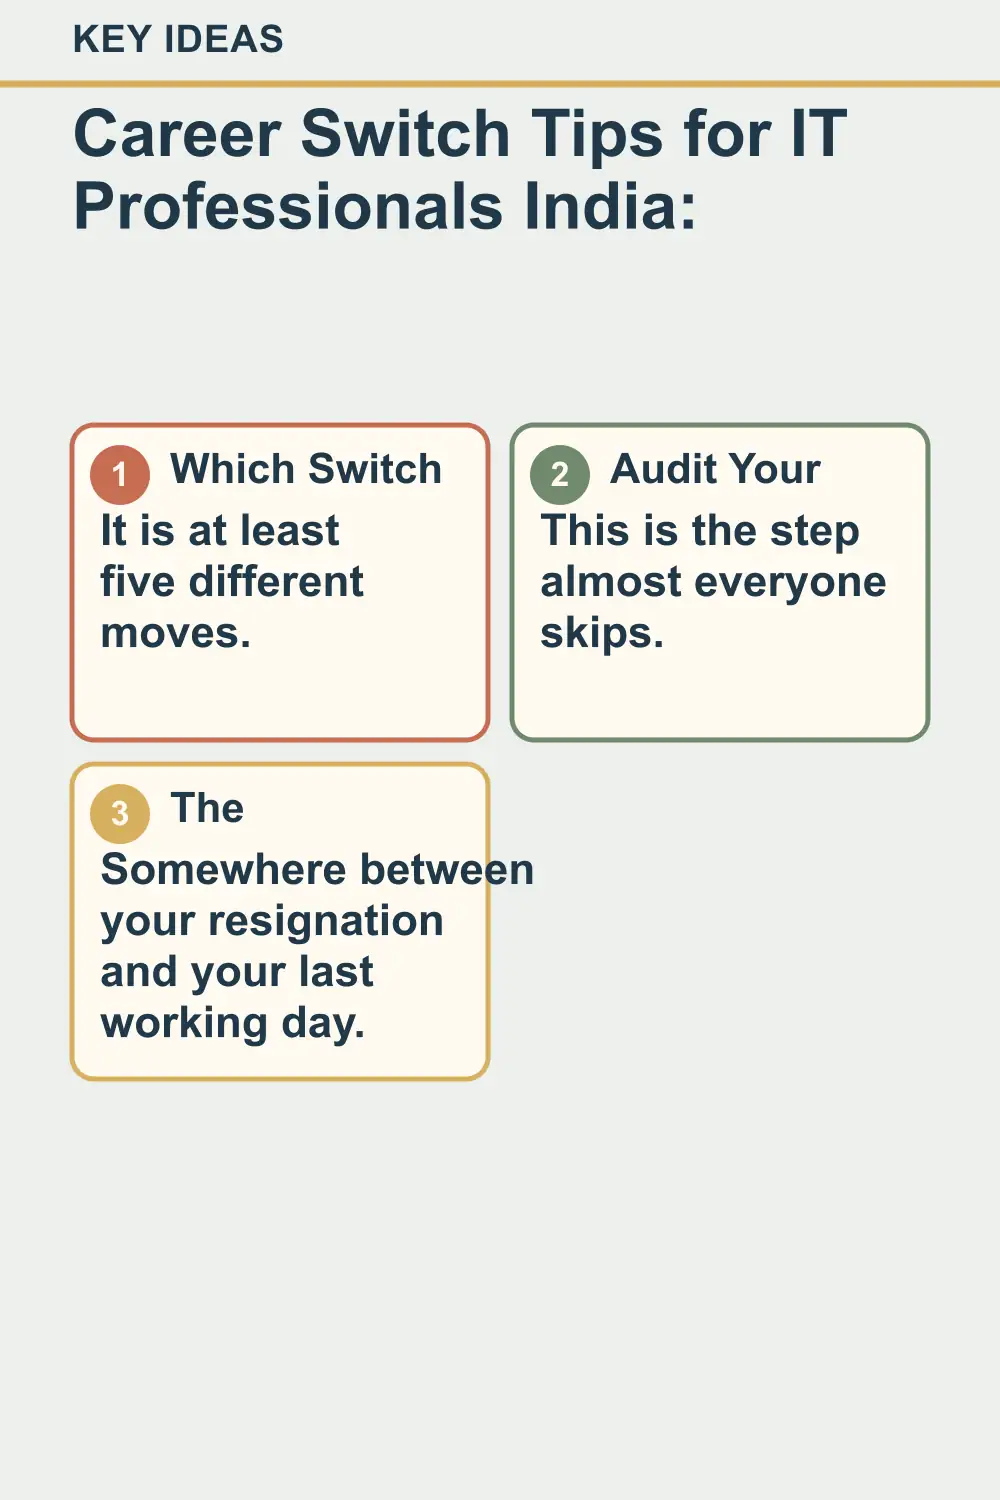 KEY IDEAS
Career Switch Tips for IT
Professionals India:
1 Which Switch
It is at least
five different
moves.
2 Audit Your
This is the step
almost everyone
skips.
3 The
Somewhere between
your resignation
and your last
working day.